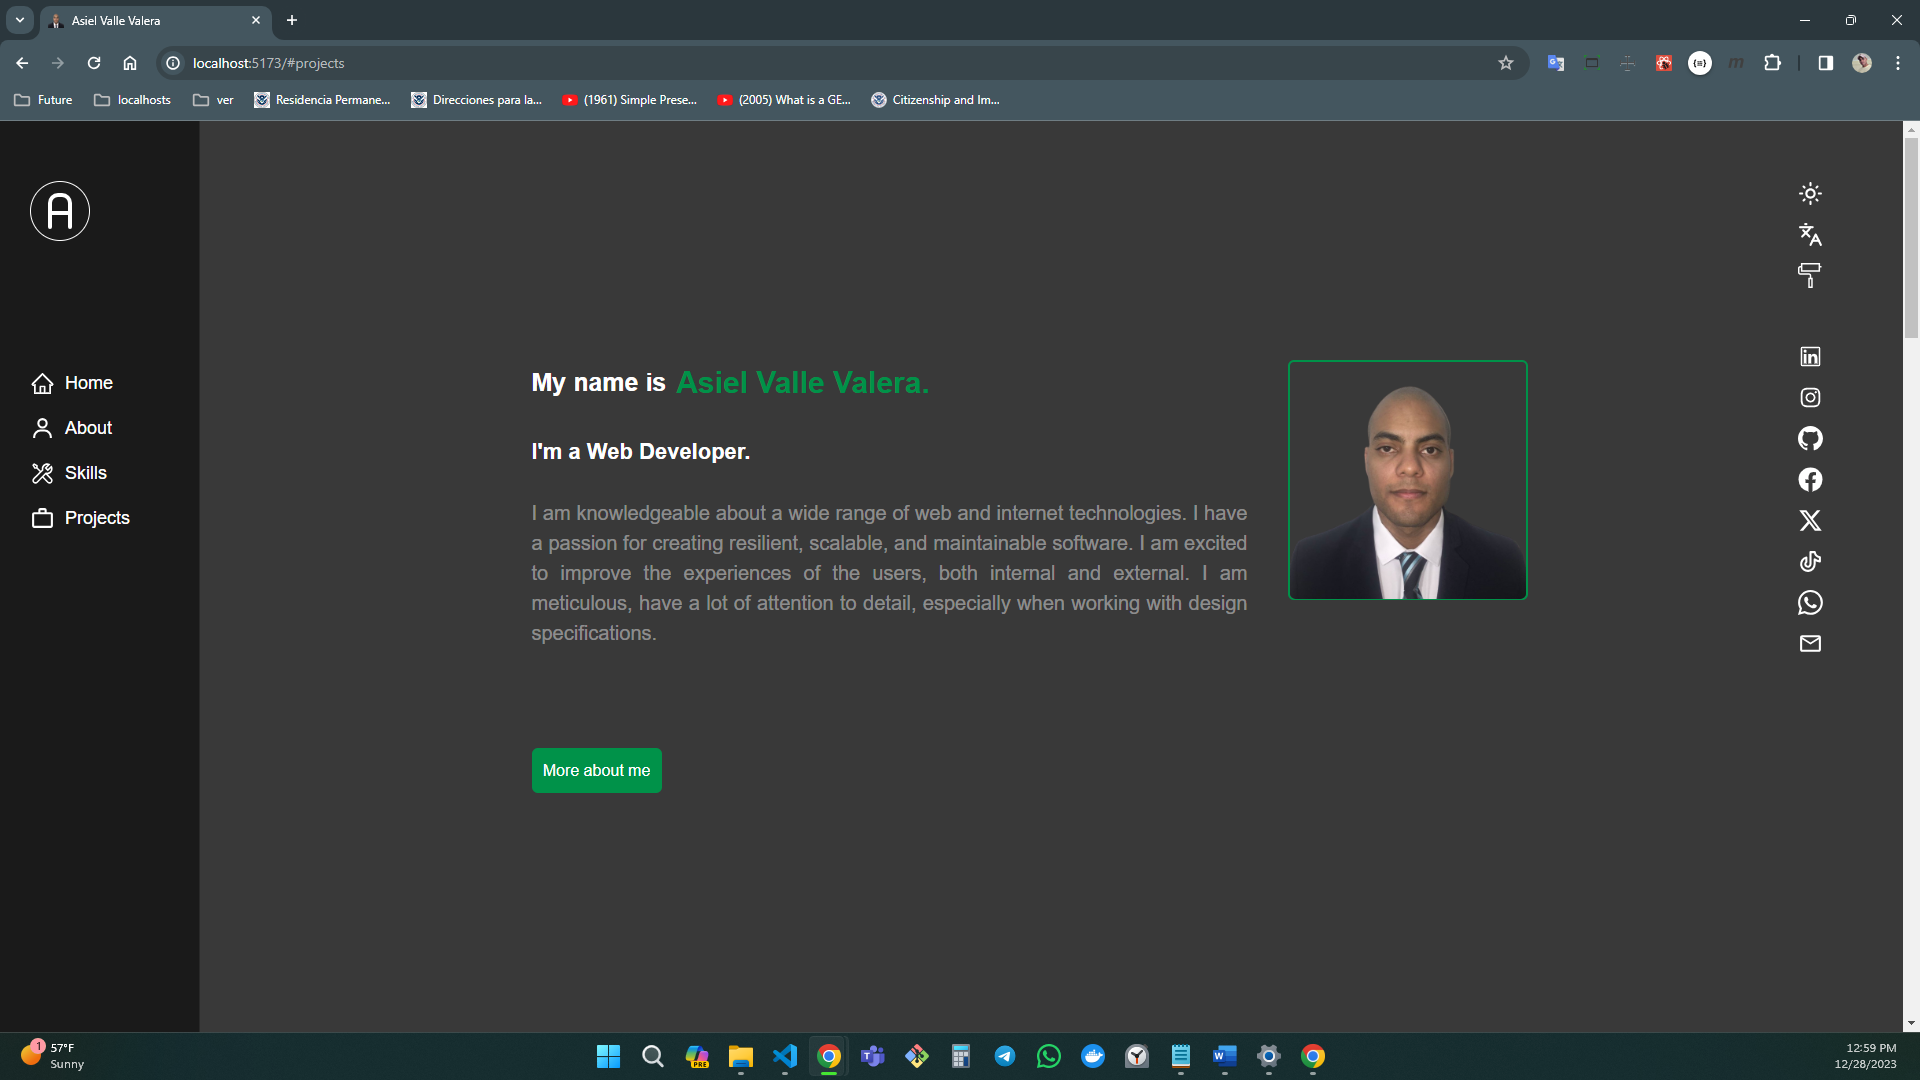 Asiel Valle Valera
localhost:5173/#projects
Future
localhosts
ver
Residencia Permane...
Direcciones para la...
(1961) Simple Prese...
(2005) What is a GE...
Citizenship and Im...
A
Home
About
Skills
Projects
My name is Asiel Valle Valera.
I'm a Web Developer.
I am knowledgeable about a wide range of web and internet technologies. I have
a passion for creating resilient, scalable, and maintainable software. I am excited
to improve the experiences of the users, both internal and external. I am
meticulous, have a lot of attention to detail, especially when working with design
specifications.
More about me
1
57°F
Sunny
PRE
12:59 PM
12/28/2023